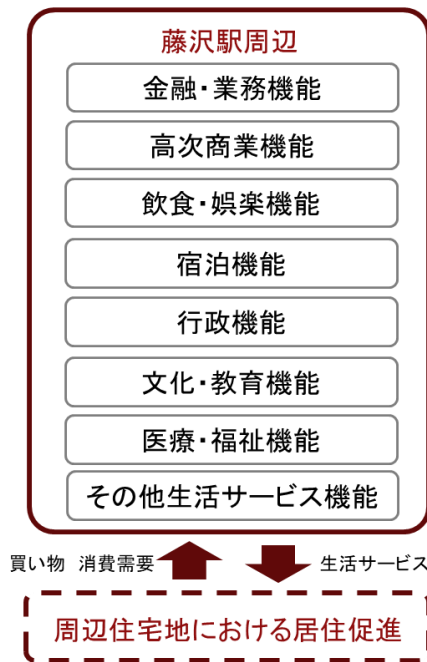 藤沢駅周辺
金融・業務機能
高次商業機能
飲食・娯楽機能
宿泊機能
行政機能
文化・教育機能
医療・福祉機能
その他生活サービス機能
買い物 消費需要 生活サービス
周辺住宅地における居住促進